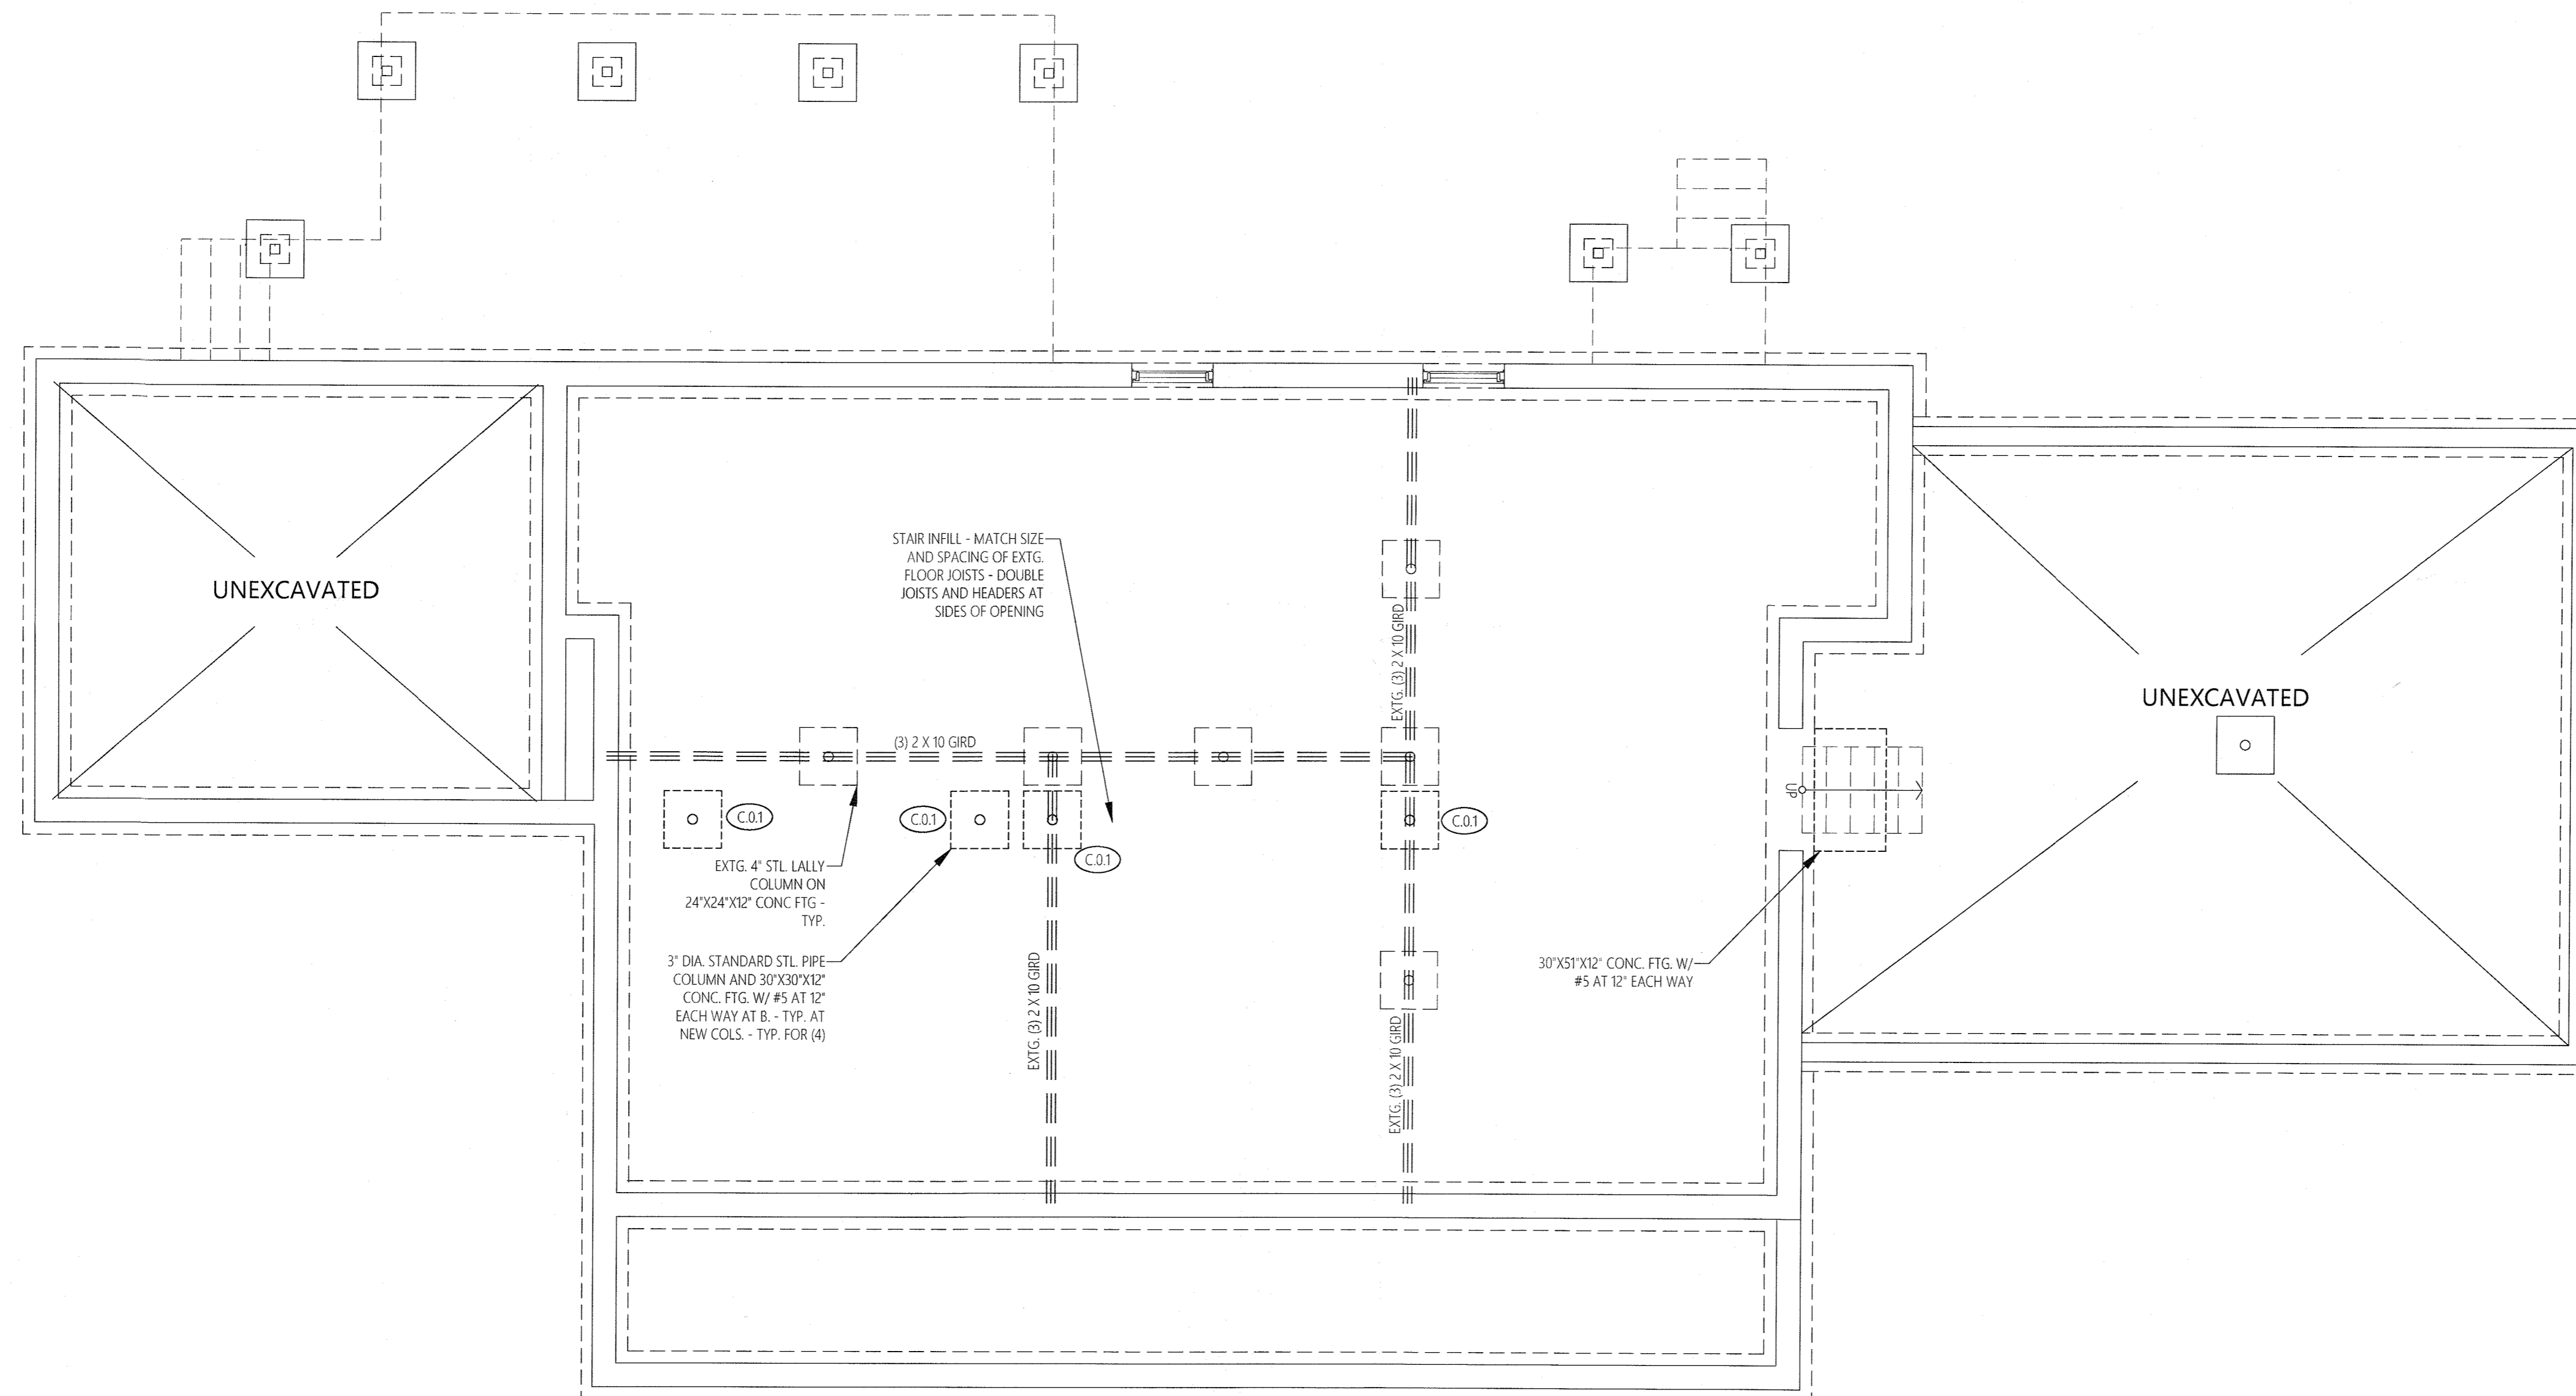 STAIR INFILL - MATCH SIZE
AND SPACING OF EXTG.
FLOOR JOISTS - DOUBLE
JOISTS AND HEADERS AT
SIDES OF OPENING
UNEXCAVATED
EXTG. (3) 2 X 10 GIRD
UNEXCAVATED
(3) 2 X 10 GIRD
UP
C.0.1
C.0.1
C.0.1
C.0.1
EXTG. 4" STL. LALLY
COLUMN ON
24"X24"X12" CONC FTG -
TYP.
3" DIA. STANDARD STL. PIPE
COLUMN AND 30"X30"X12"
CONC. FTG. W/ #5 AT 12"
EACH WAY AT B. - TYP. AT
NEW COLS. - TYP. FOR (4)
EXTG. (3) 2 X 10 GIRD
EXTG. (3) 2 X 10 GIRD
30"X51"X12" CONC. FTG. W/
#5 AT 12" EACH WAY